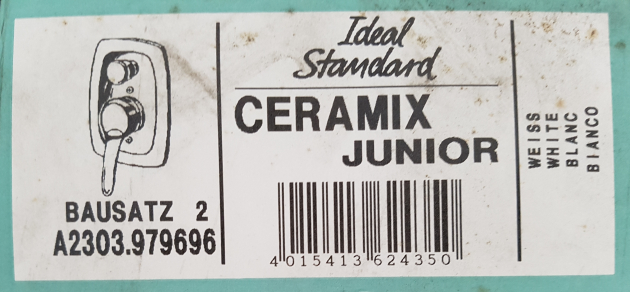 BAUSATZ 2
A2303.979696
Ideal
Standard
CERAMIX
JUNIOR
4 015413 624350
WEISS
WHITE
BLANC
BIANCO